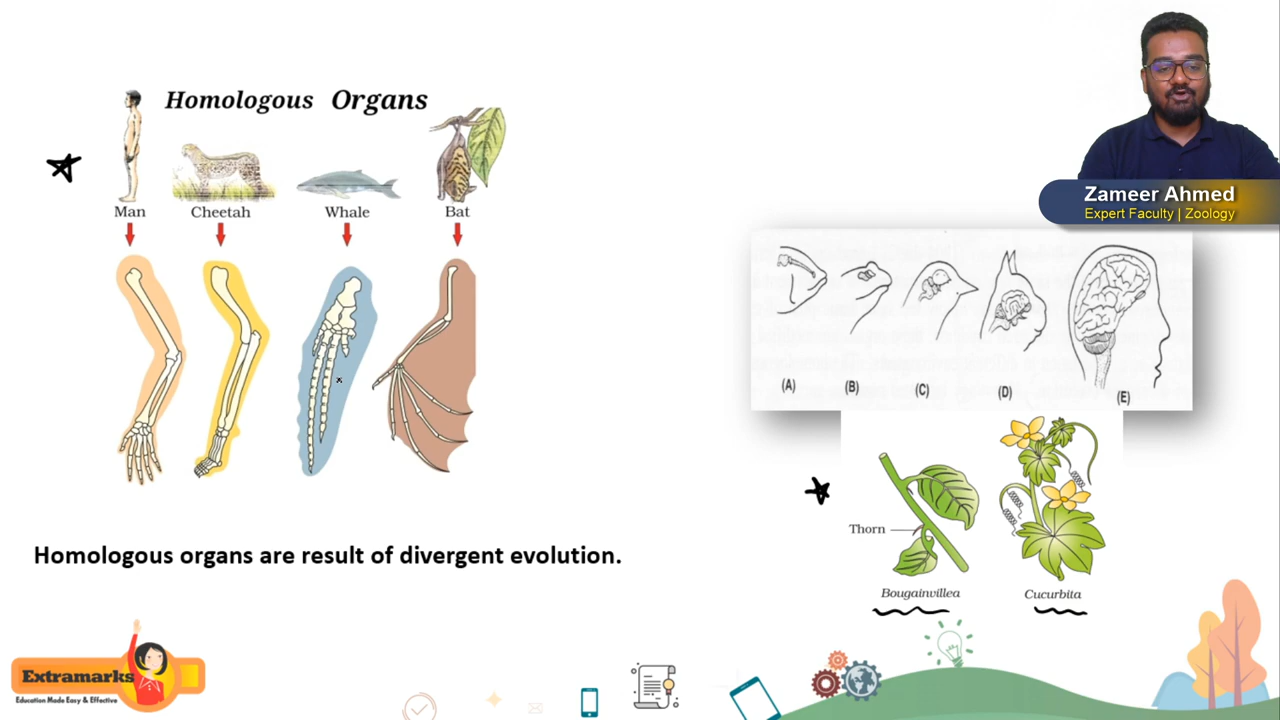 Homologous Organs
Man
Cheetah
Whale
Bat
Homologous organs are result of divergent evolution.
Zameer Ahmed
Expert Faculty | Zoology
(A)
(B)
(C)
(D)
(E)
Thorn
Bougainvillea
Cucurbita
Extramarks
Education Made Easy & Effective